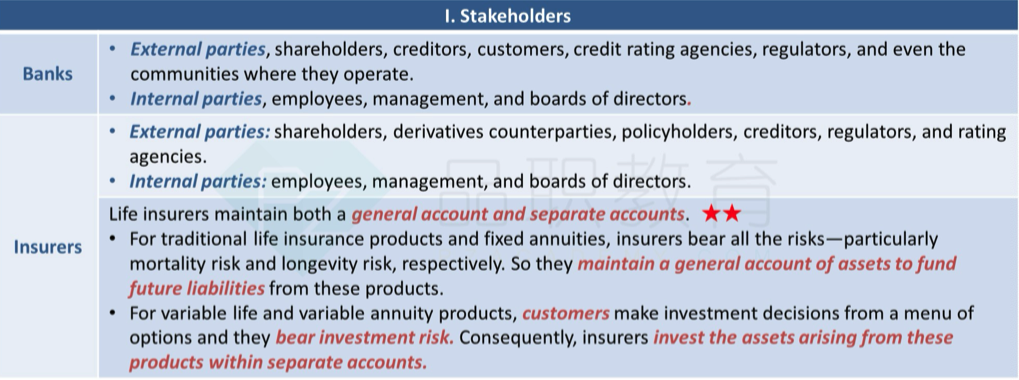 I. Stakeholders
Banks
• External parties, shareholders, creditors, customers, credit rating agencies, regulators, and even the
communities where they operate.
• Internal parties, employees, management, and boards of directors.
Insurers
• External parties: shareholders, derivatives counterparties, policyholders, creditors, regulators, and rating
agencies.
• Internal parties: employees, management, and boards of directors.
Life insurers maintain both a general account and separate accounts. ★★
• For traditional life insurance products and fixed annuities, insurers bear all the risks—particularly
mortality risk and longevity risk, respectively. So they maintain a general account of assets to fund
future liabilities from these products.
• For variable life and variable annuity products, customers make investment decisions from a menu of
options and they bear investment risk. Consequently, insurers invest the assets arising from these
products within separate accounts.
品职教育